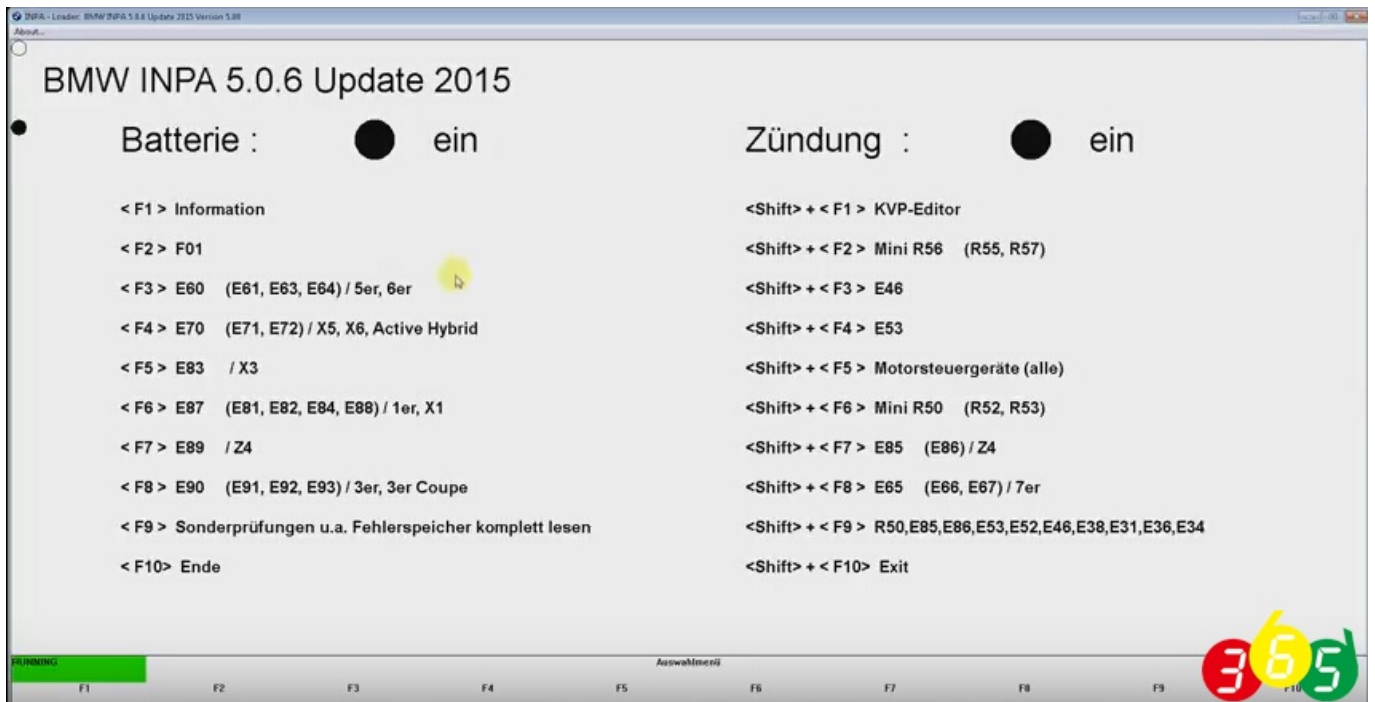 INPA - Loader: BMW INPA 5.0.6 Update 2015 Version 5.00
About...
BMW INPA 5.0.6 Update 2015
Batterie : ein
Zündung : ein
< F1 > Information
< F2 > F01
< F3 > E60 (E61, E63, E64) / 5er, 6er
< F4 > E70 (E71, E72) / X5, X6, Active Hybrid
< F5 > E83 / X3
< F6 > E87 (E81, E82, E84, E88) / 1er, X1
< F7 > E89 / Z4
< F8 > E90 (E91, E92, E93) / 3er, 3er Coupe
< F9 > Sonderprüfungen u.a. Fehlerspeicher komplett lesen
< F10> Ende
<Shift> + < F1 > KVP-Editor
<Shift> + < F2 > Mini R56 (R55, R57)
<Shift> + < F3 > E46
<Shift> + < F4 > E53
<Shift> + < F5 > Motorsteuergeräte (alle)
<Shift> + < F6 > Mini R50 (R52, R53)
<Shift> + < F7 > E85 (E86) / Z4
<Shift> + < F8 > E65 (E66, E67) / 7er
<Shift> + < F9 > R50,E85,E86,E53,E52,E46,E38,E31,E36,E34
<Shift> + < F10> Exit
RUNNING
Auswahlmenü
F1 F2 F3 F4 F5 F6 F7 F8 F9 F10
365